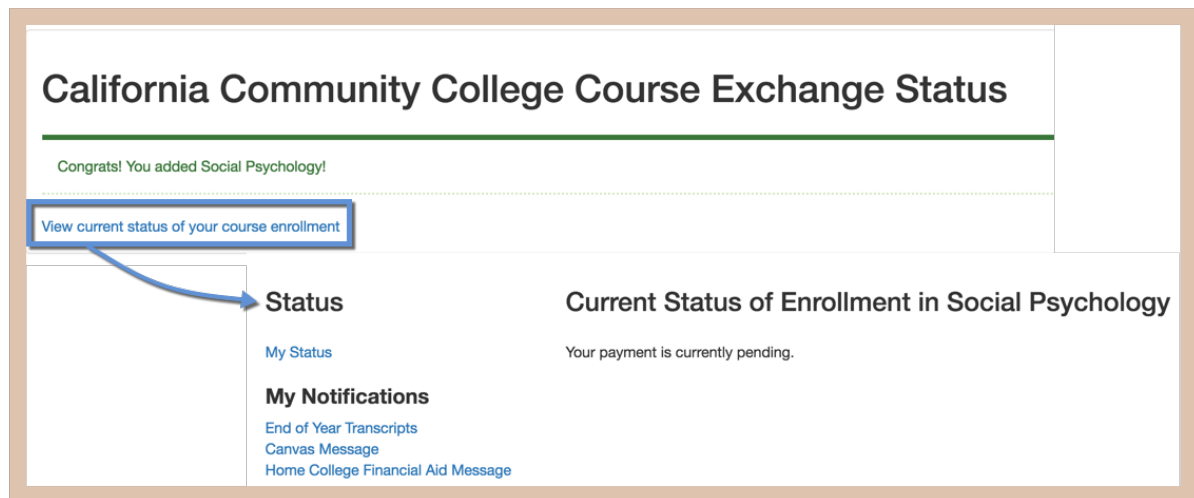 California Community College Course Exchange Status
Congrats! You added Social Psychology!
View current status of your course enrollment
Status
My Status
My Notifications
End of Year Transcripts
Canvas Message
Home College Financial Aid Message
Current Status of Enrollment in Social Psychology
Your payment is currently pending.